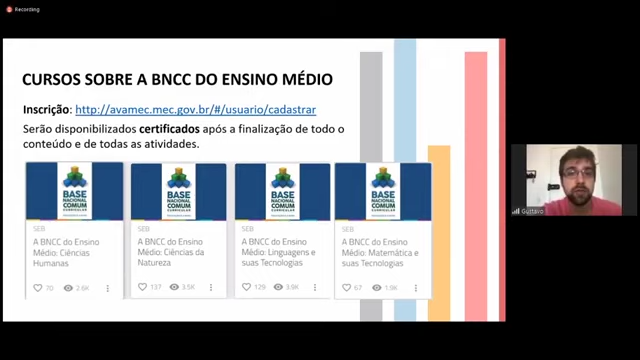 Recording
CURSOS SOBRE A BNCC DO ENSINO MÉDIO
Inscrição: http://avamec.mec.gov.br/#/usuario/cadastrar
Serão disponibilizados certificados após a finalização de todo o
conteúdo e de todas as atividades.
BASE
NACIONAL
COMUM
CURRICULAR
SEB
A BNCC do Ensino
Médio: Ciências
Humanas
70 2.6K
BASE
NACIONAL
COMUM
CURRICULAR
SEB
A BNCC do Ensino
Médio: Ciências da
Natureza
137 3.5K
BASE
NACIONAL
COMUM
CURRICULAR
SEB
A BNCC do Ensino
Médio: Linguagens e
suas Tecnologias
129 3.6K
BASE
NACIONAL
COMUM
CURRICULAR
SEB
A BNCC do Ensino
Médio: Matemática e
suas Tecnologias
67 1.9K
Gustavo